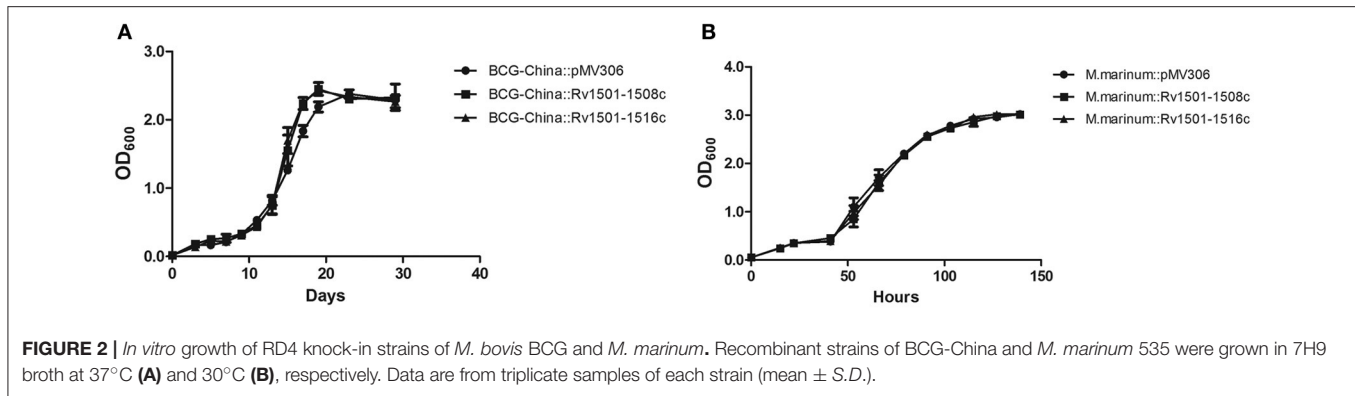 A
3.0
2.0
1.0
0.0
OD600
0
10
20
30
40
Days
BCG-China::pMV306
BCG-China::Rv1501-1508c
BCG-China::Rv1501-1516c
B
4.0
3.0
2.0
1.0
0.0
OD600
0
50
100
150
Hours
M.marinum::pMV306
M.marinum::Rv1501-1508c
M.marinum::Rv1501-1516c
FIGURE 2 | In vitro growth of RD4 knock-in strains of M. bovis BCG and M. marinum. Recombinant strains of BCG-China and M. marinum 535 were grown in 7H9
broth at 37°C (A) and 30°C (B), respectively. Data are from triplicate samples of each strain (mean ± S.D.).